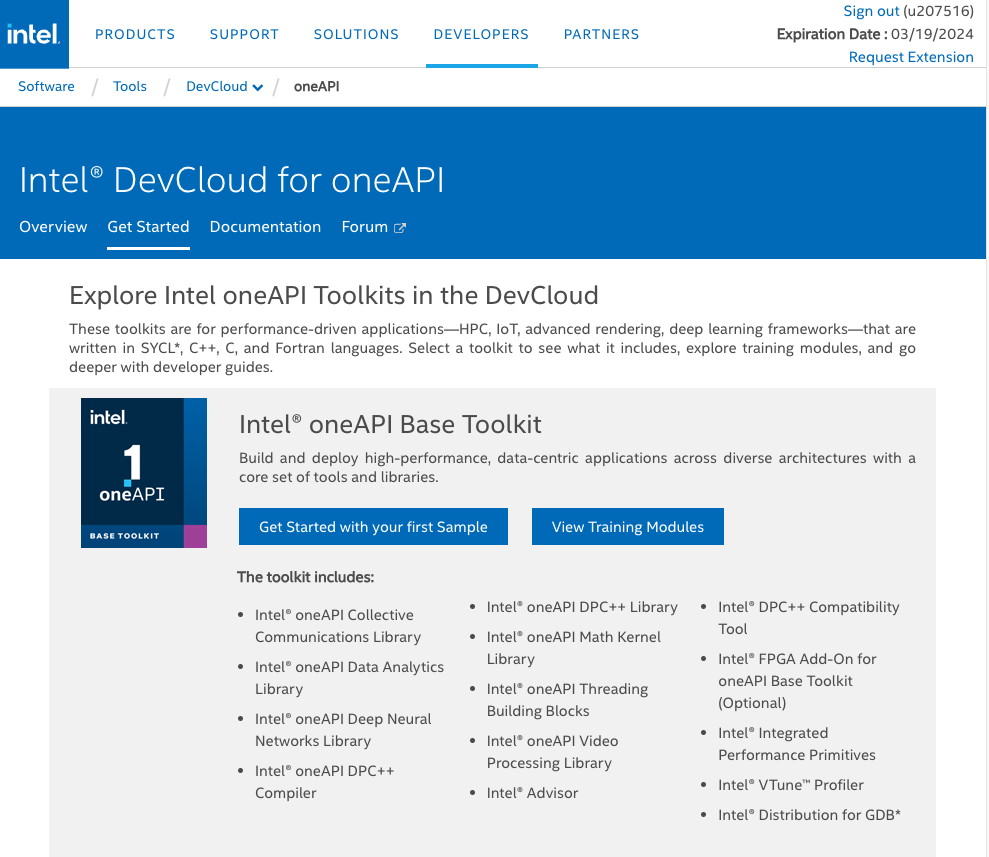 intel.
PRODUCTS SUPPORT SOLUTIONS DEVELOPERS PARTNERS
Sign out (u207516)
Expiration Date : 03/19/2024
Request Extension
Software / Tools / DevCloud / oneAPI
Intel® DevCloud for oneAPI
Overview Get Started Documentation Forum
Explore Intel oneAPI Toolkits in the DevCloud
These toolkits are for performance-driven applications—HPC, IoT, advanced rendering, deep learning frameworks—that are
written in SYCL*, C++, C, and Fortran languages. Select a toolkit to see what it includes, explore training modules, and go
deeper with developer guides.
intel.
1
oneAPI
BASE TOOLKIT
Intel® oneAPI Base Toolkit
Build and deploy high-performance, data-centric applications across diverse architectures with a
core set of tools and libraries.
Get Started with your first Sample
View Training Modules
The toolkit includes:
• Intel® oneAPI Collective
Communications Library
• Intel® oneAPI Data Analytics
Library
• Intel® oneAPI Deep Neural
Networks Library
• Intel® oneAPI DPC++
Compiler
• Intel® oneAPI DPC++ Library
• Intel® oneAPI Math Kernel
Library
• Intel® oneAPI Threading
Building Blocks
• Intel® oneAPI Video
Processing Library
• Intel® Advisor
• Intel® DPC++ Compatibility
Tool
• Intel® FPGA Add-On for
oneAPI Base Toolkit
(Optional)
• Intel® Integrated
Performance Primitives
• Intel® VTune™ Profiler
• Intel® Distribution for GDB*